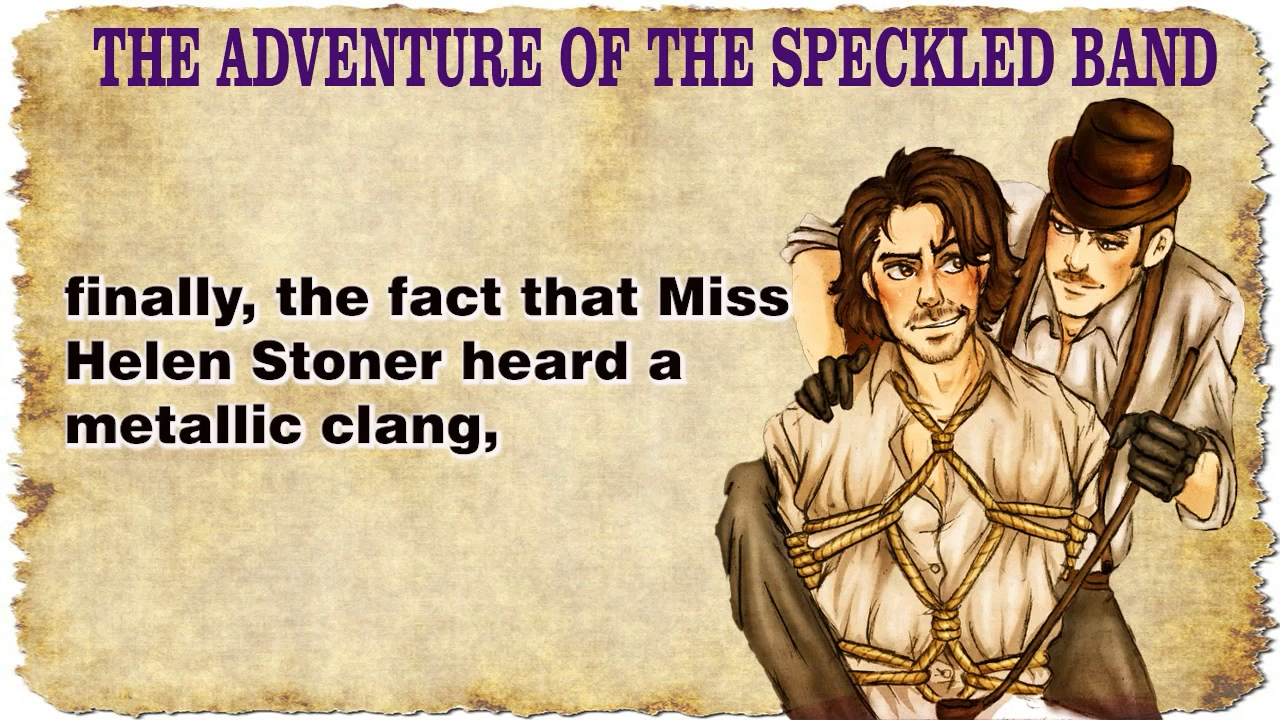 THE ADVENTURE OF THE SPECKLED BAND
finally, the fact that Miss
Helen Stoner heard a
metallic clang,